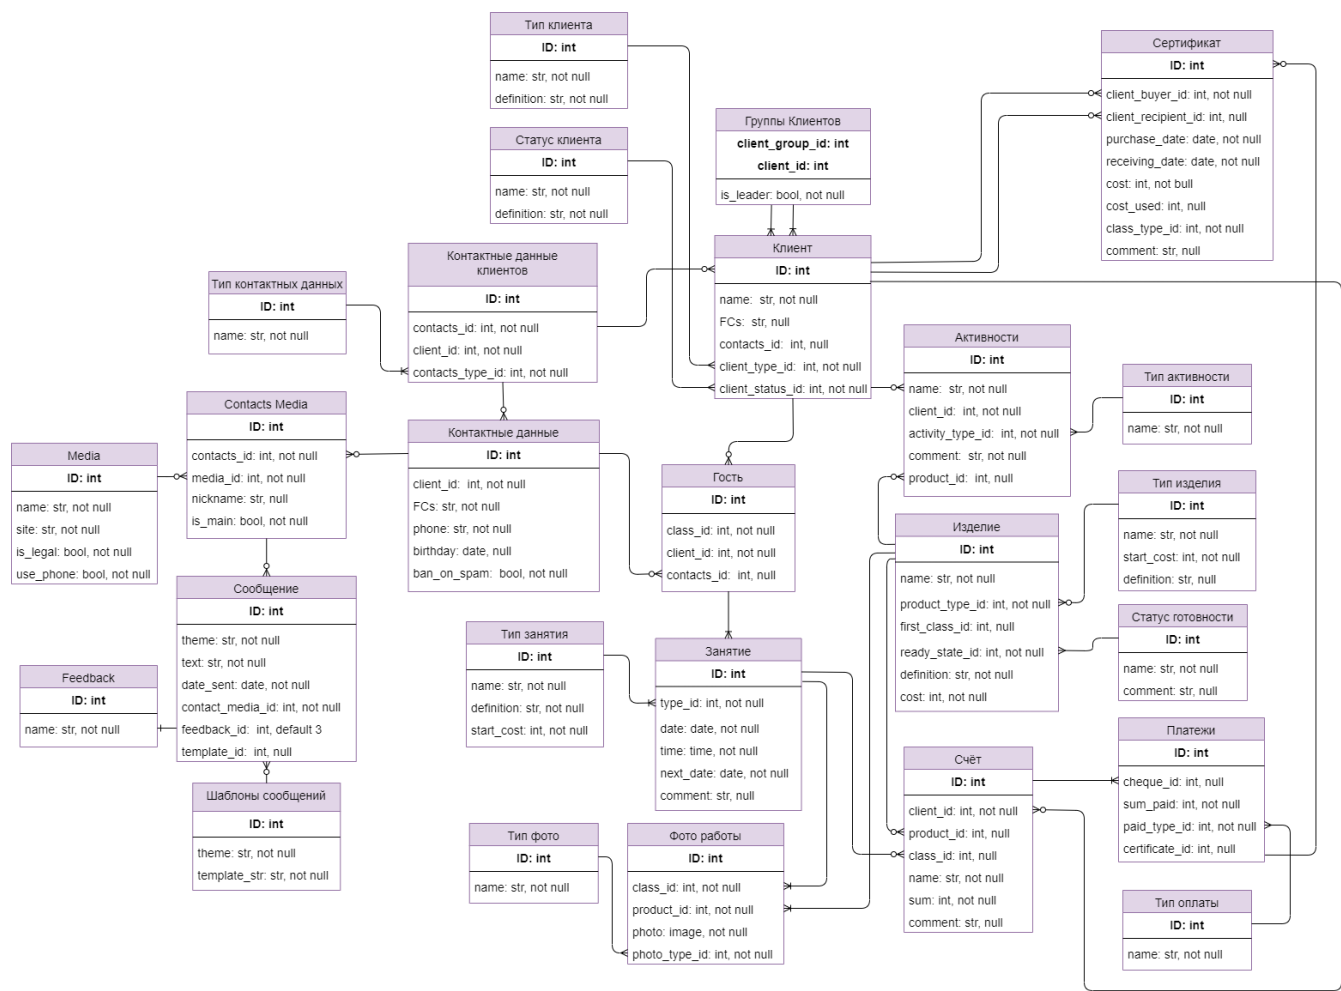 Тип клиента
ID: int
name: str, not null
definition: str, not null
Статус клиента
ID: int
name: str, not null
definition: str, not null
Группы Клиентов
client_group_id: int
client_id: int
is_leader: bool, not null
Сертификат
ID: int
client_buyer_id: int, not null
client_recipient_id: int, null
purchase_date: date, not null
receiving_date: date, not null
cost: int, not bull
cost_used: int, null
class_type_id: int, not null
comment: str, null
Клиент
ID: int
name: str, not null
FCs: str, null
contacts_id: int, null
client_type_id: int, not null
client_status_id: int, not null
Контактные данные
клиентов
ID: int
contacts_id: int, not null
client_id: int, not null
contacts_type_id: int, not null
Тип контактных данных
ID: int
name: str, not null
Активности
ID: int
name: str, not null
client_id: int, not null
activity_type_id: int, not null
comment: str, not null
product_id: int, null
Тип активности
ID: int
name: str, not null
Contacts Media
ID: int
contacts_id: int, not null
media_id: int, not null
nickname: str, null
is_main: bool, not null
Контактные данные
ID: int
client_id: int, not null
FCs: str, not null
phone: str, not null
birthday: date, null
ban_on_spam: bool, not null
Media
ID: int
name: str, not null
site: str, not null
is_legal: bool, not null
use_phone: bool, not null
Гость
ID: int
class_id: int, not null
client_id: int, not null
contacts_id: int, null
Изделие
ID: int
name: str, not null
product_type_id: int, not null
first_class_id: int, null
ready_state_id: int, not null
definition: str, not null
cost: int, not null
Тип изделия
ID: int
name: str, not null
start_cost: int, not null
definition: str, null
Сообщение
ID: int
theme: str, not null
text: str, not null
date_sent: date, not null
contact_media_id: int, not null
feedback_id: int, default 3
template_id: int, null
Статус готовности
ID: int
name: str, not null
comment: str, null
Тип занятия
ID: int
name: str, not null
definition: str, not null
start_cost: int, not null
Занятие
ID: int
type_id: int, not null
date: date, not null
time: time, not null
next_date: date, not null
comment: str, null
Feedback
ID: int
name: str, not null
Платежи
ID: int
cheque_id: int, null
sum_paid: int, not null
paid_type_id: int, not null
certificate_id: int, null
Счёт
ID: int
client_id: int, not null
product_id: int, null
class_id: int, null
name: str, null
sum: int, not null
comment: str, null
Шаблоны сообщений
ID: int
theme: str, not null
template_str: str, not null
Тип фото
ID: int
name: str, not null
Фото работы
ID: int
class_id: int, not null
product_id: int, not null
photo: image, not null
photo_type_id: int, not null
Тип оплаты
ID: int
name: str, not null